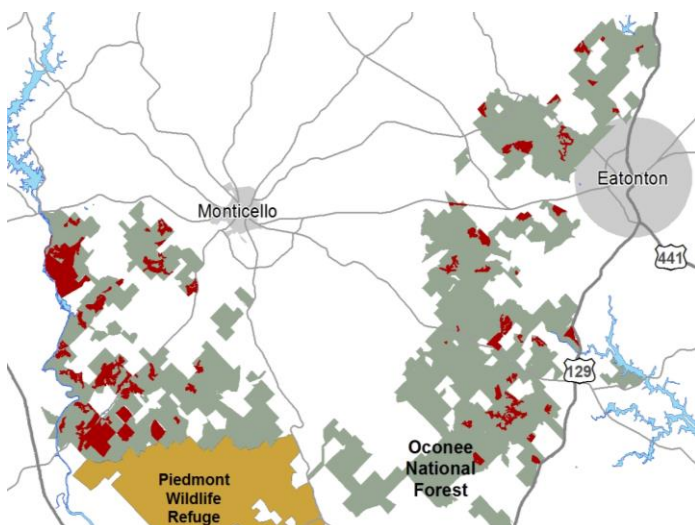 Eatonton
Monticello
441
129
Oconee
National
Forest
Piedmont
Wildlife
Refuge